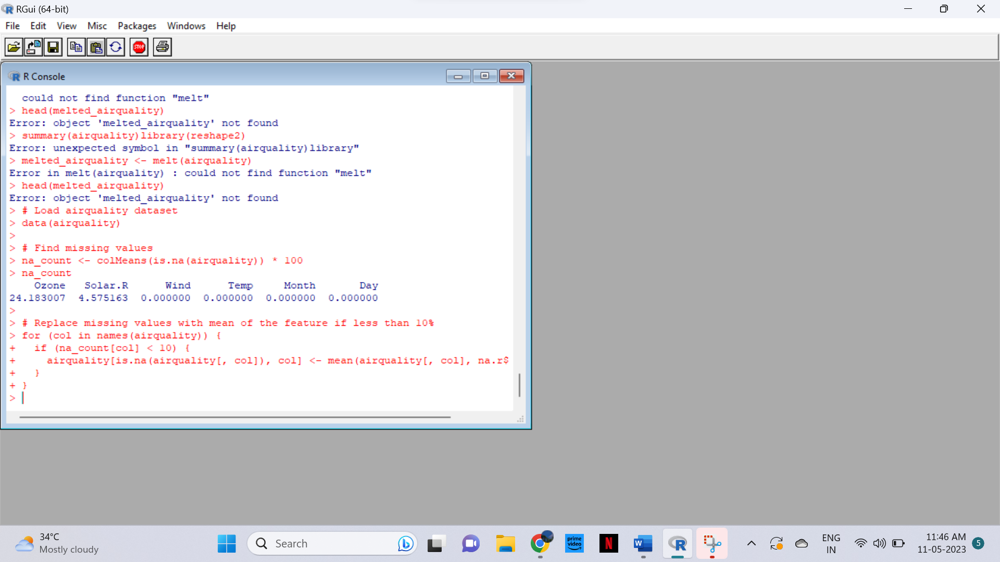 RGui (64-bit)
File Edit View Misc Packages Windows Help
STOP
R Console
could not find function "melt"
> head(melted_airquality)
Error: object 'melted_airquality' not found
> summary(airquality)library(reshape2)
Error: unexpected symbol in "summary(airquality)library"
> melted_airquality <- melt(airquality)
Error in melt(airquality) : could not find function "melt"
> head(melted_airquality)
Error: object 'melted_airquality' not found
> # Load airquality dataset
> data(airquality)
>
> # Find missing values
> na_count <- colMeans(is.na(airquality)) * 100
> na_count
Ozone Solar.R Wind Temp Month Day
24.183007 4.575163 0.000000 0.000000 0.000000 0.000000
>
> # Replace missing values with mean of the feature if less than 10%
> for (col in names(airquality)) {
+ if (na_count[col] < 10) {
+ airquality[is.na(airquality[, col]), col] <- mean(airquality[, col], na.r$
+ }
+ }
>
34°C
Mostly cloudy
Search
prime video
N
W
R
ENG
IN
11:46 AM
11-05-2023
5